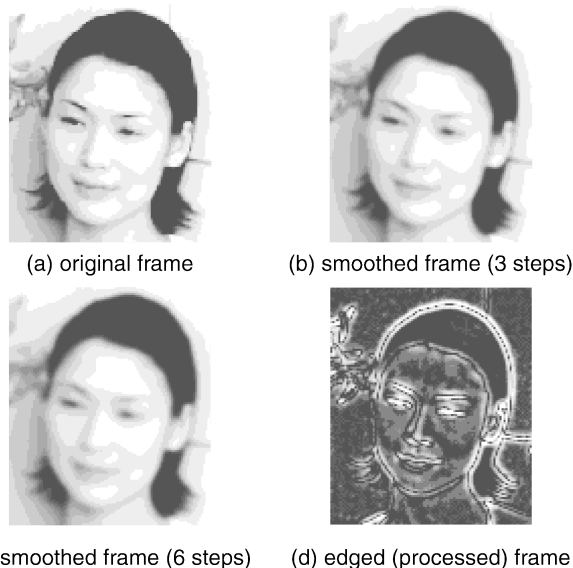 (a) original frame
(b) smoothed frame (3 steps)
smoothed frame (6 steps)
(d) edged (processed) frame